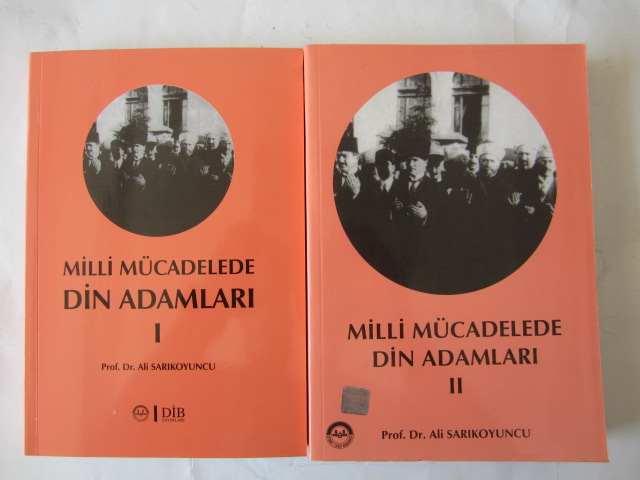 MİLLİ MÜCADELEDE
DİN ADAMLARI
I
Prof. Dr. Ali SARIKOYUNCU
DİB
YAYINLARI
MİLLİ MÜCADELEDE
DİN ADAMLARI
II
Prof. Dr. Ali SARIKOYUNCU